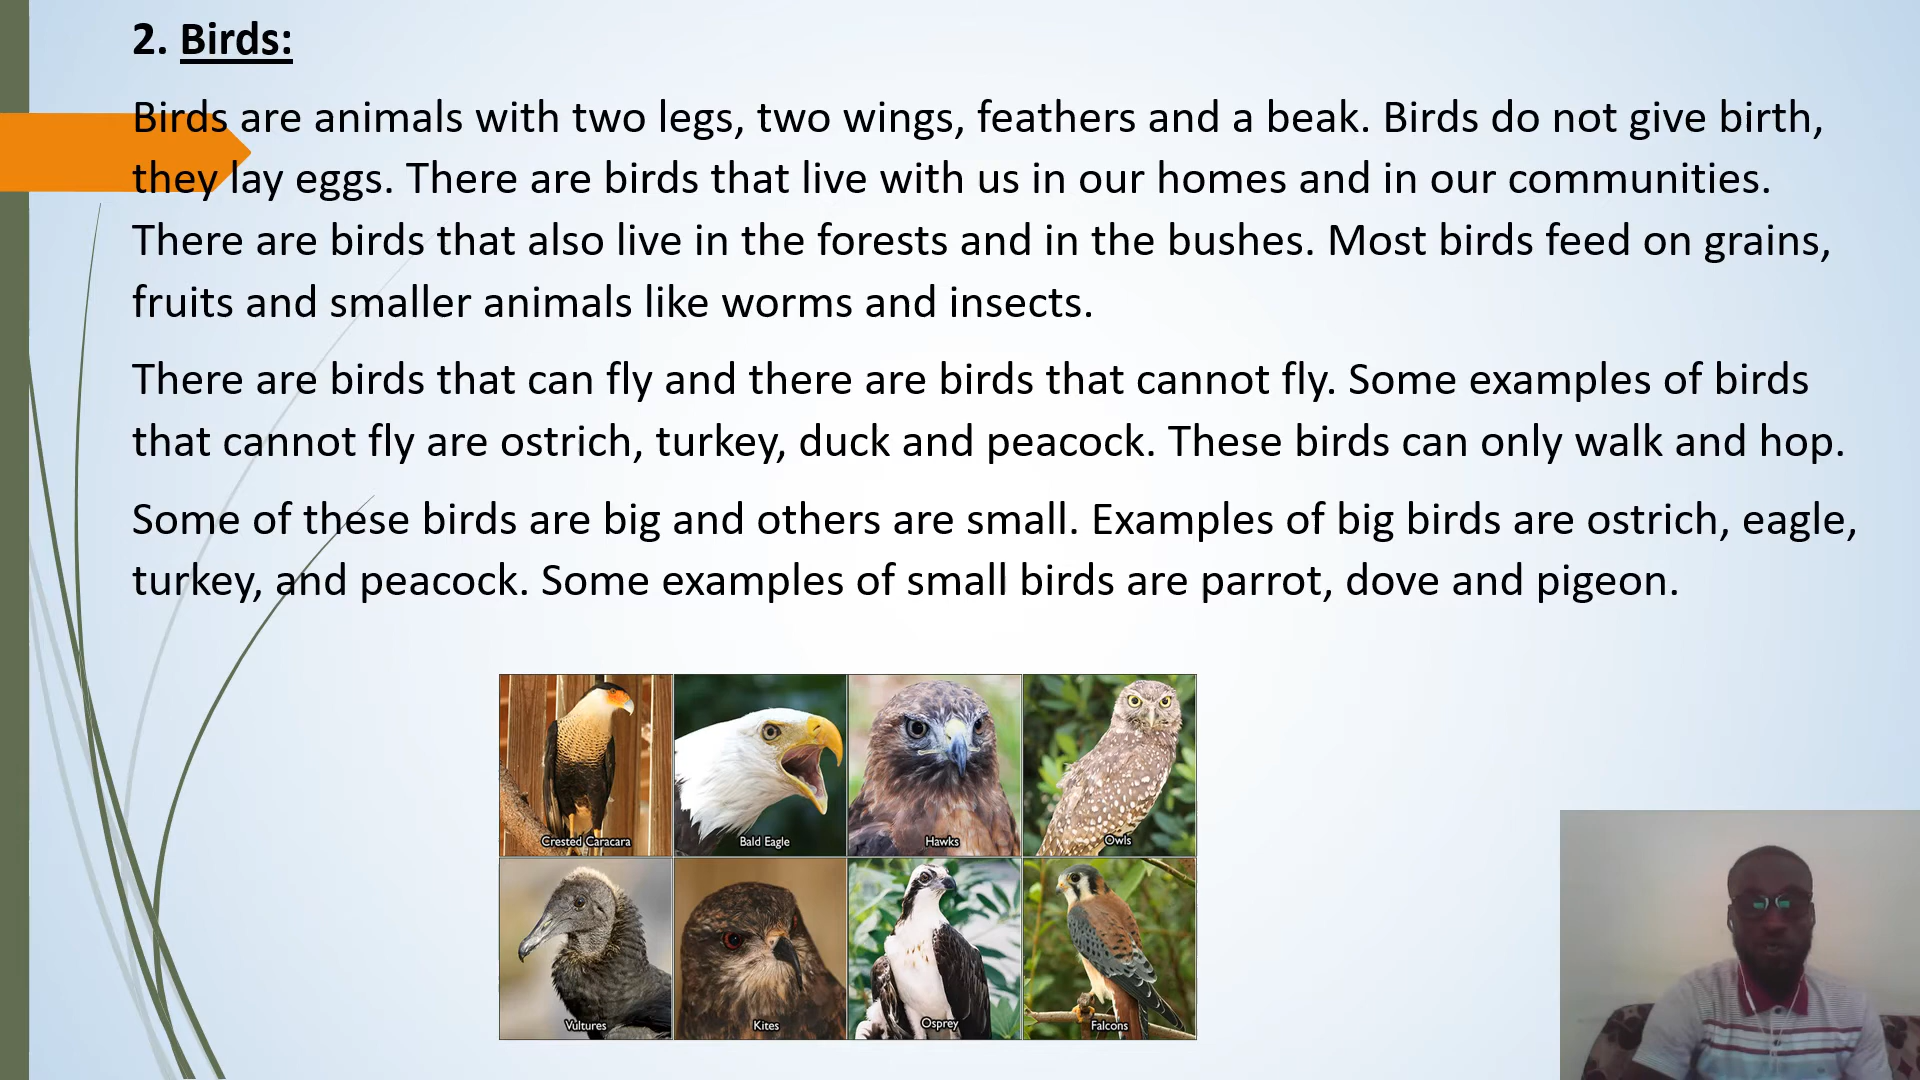 2. Birds:
Birds are animals with two legs, two wings, feathers and a beak. Birds do not give birth,
they lay eggs. There are birds that live with us in our homes and in our communities.
There are birds that also live in the forests and in the bushes. Most birds feed on grains,
fruits and smaller animals like worms and insects.
There are birds that can fly and there are birds that cannot fly. Some examples of birds
that cannot fly are ostrich, turkey, duck and peacock. These birds can only walk and hop.
Some of these birds are big and others are small. Examples of big birds are ostrich, eagle,
turkey, and peacock. Some examples of small birds are parrot, dove and pigeon.
Crested Caracara
Bald Eagle
Hawks
Owls
Vultures
Kites
Osprey
Falcons